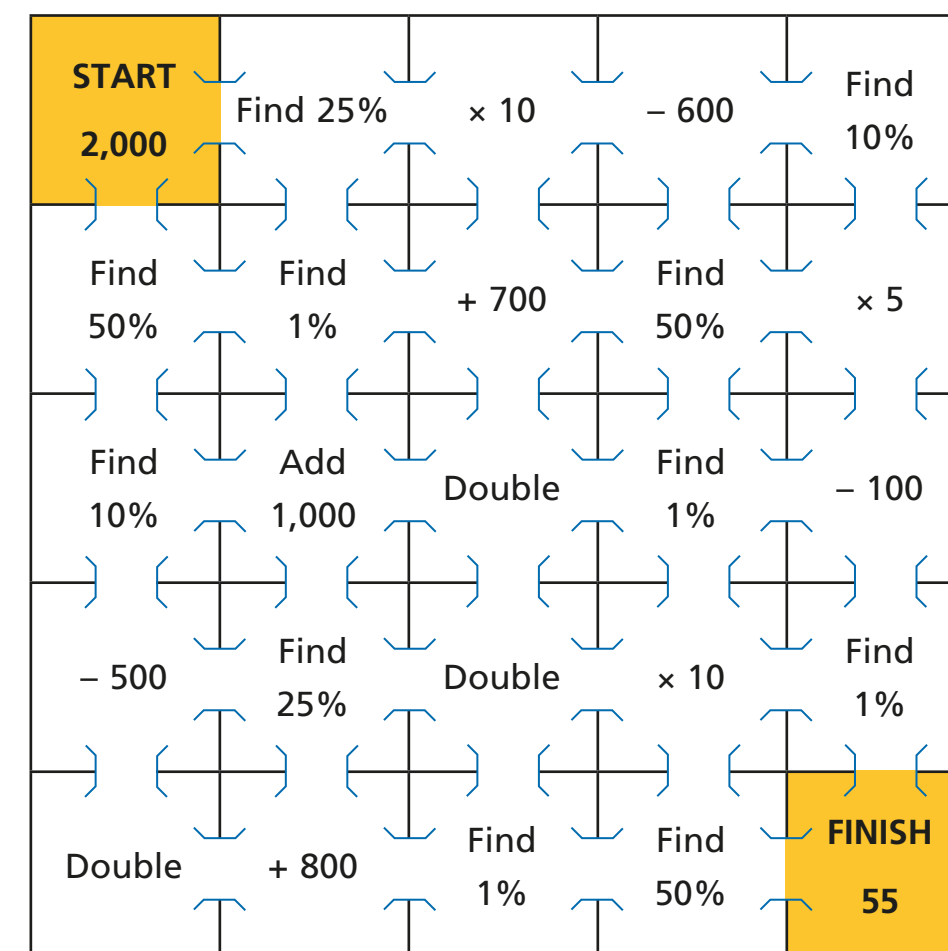 START
2,000
Find 25%
× 10
– 600
Find
10%
Find
50%
Find
1%
+ 700
Find
50%
× 5
Find
10%
Add
1,000
Double
Find
1%
– 100
– 500
Find
25%
Double
× 10
Find
1%
Double
+ 800
Find
1%
Find
50%
FINISH
55